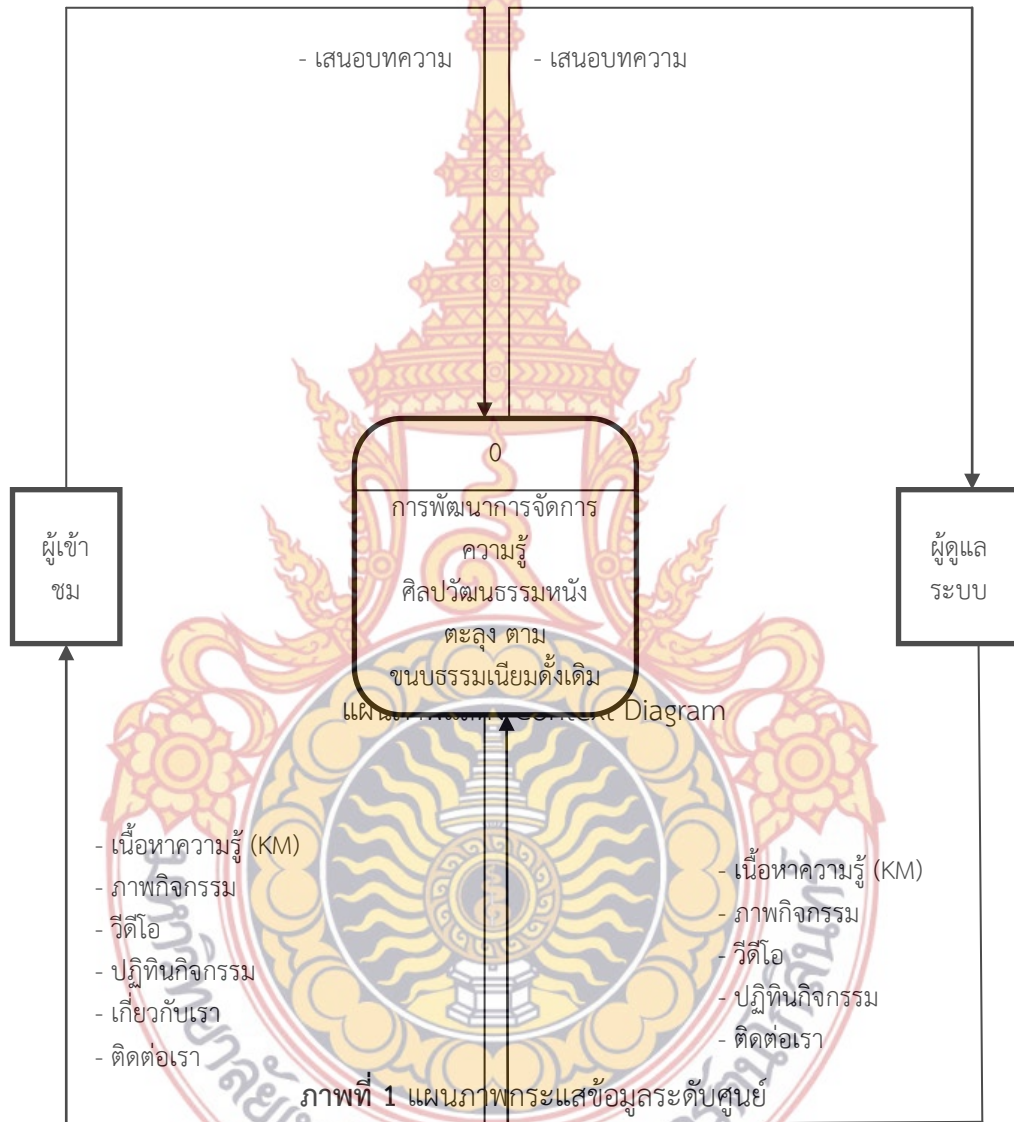 - เสนอบทความ
- เสนอบทความ
0
การพัฒนาการจัดการ
ความรู้
ศิลปวัฒนธรรมหนัง
ตะลุง ตาม
ขนบธรรมเนียมดั้งเดิม
ผู้เข้า
ชม
ผู้ดูแล
ระบบ
Context Diagram
- เนื้อหาความรู้ (KM)
- ภาพกิจกรรม
- วีดีโอ
- ปฏิทินกิจกรรม
- เกี่ยวกับเรา
- ติดต่อเรา
- เนื้อหาความรู้ (KM)
- ภาพกิจกรรม
- วีดีโอ
- ปฏิทินกิจกรรม
- ติดต่อเรา
ภาพที่ 1 แผนภาพกระแสข้อมูลระดับศูนย์